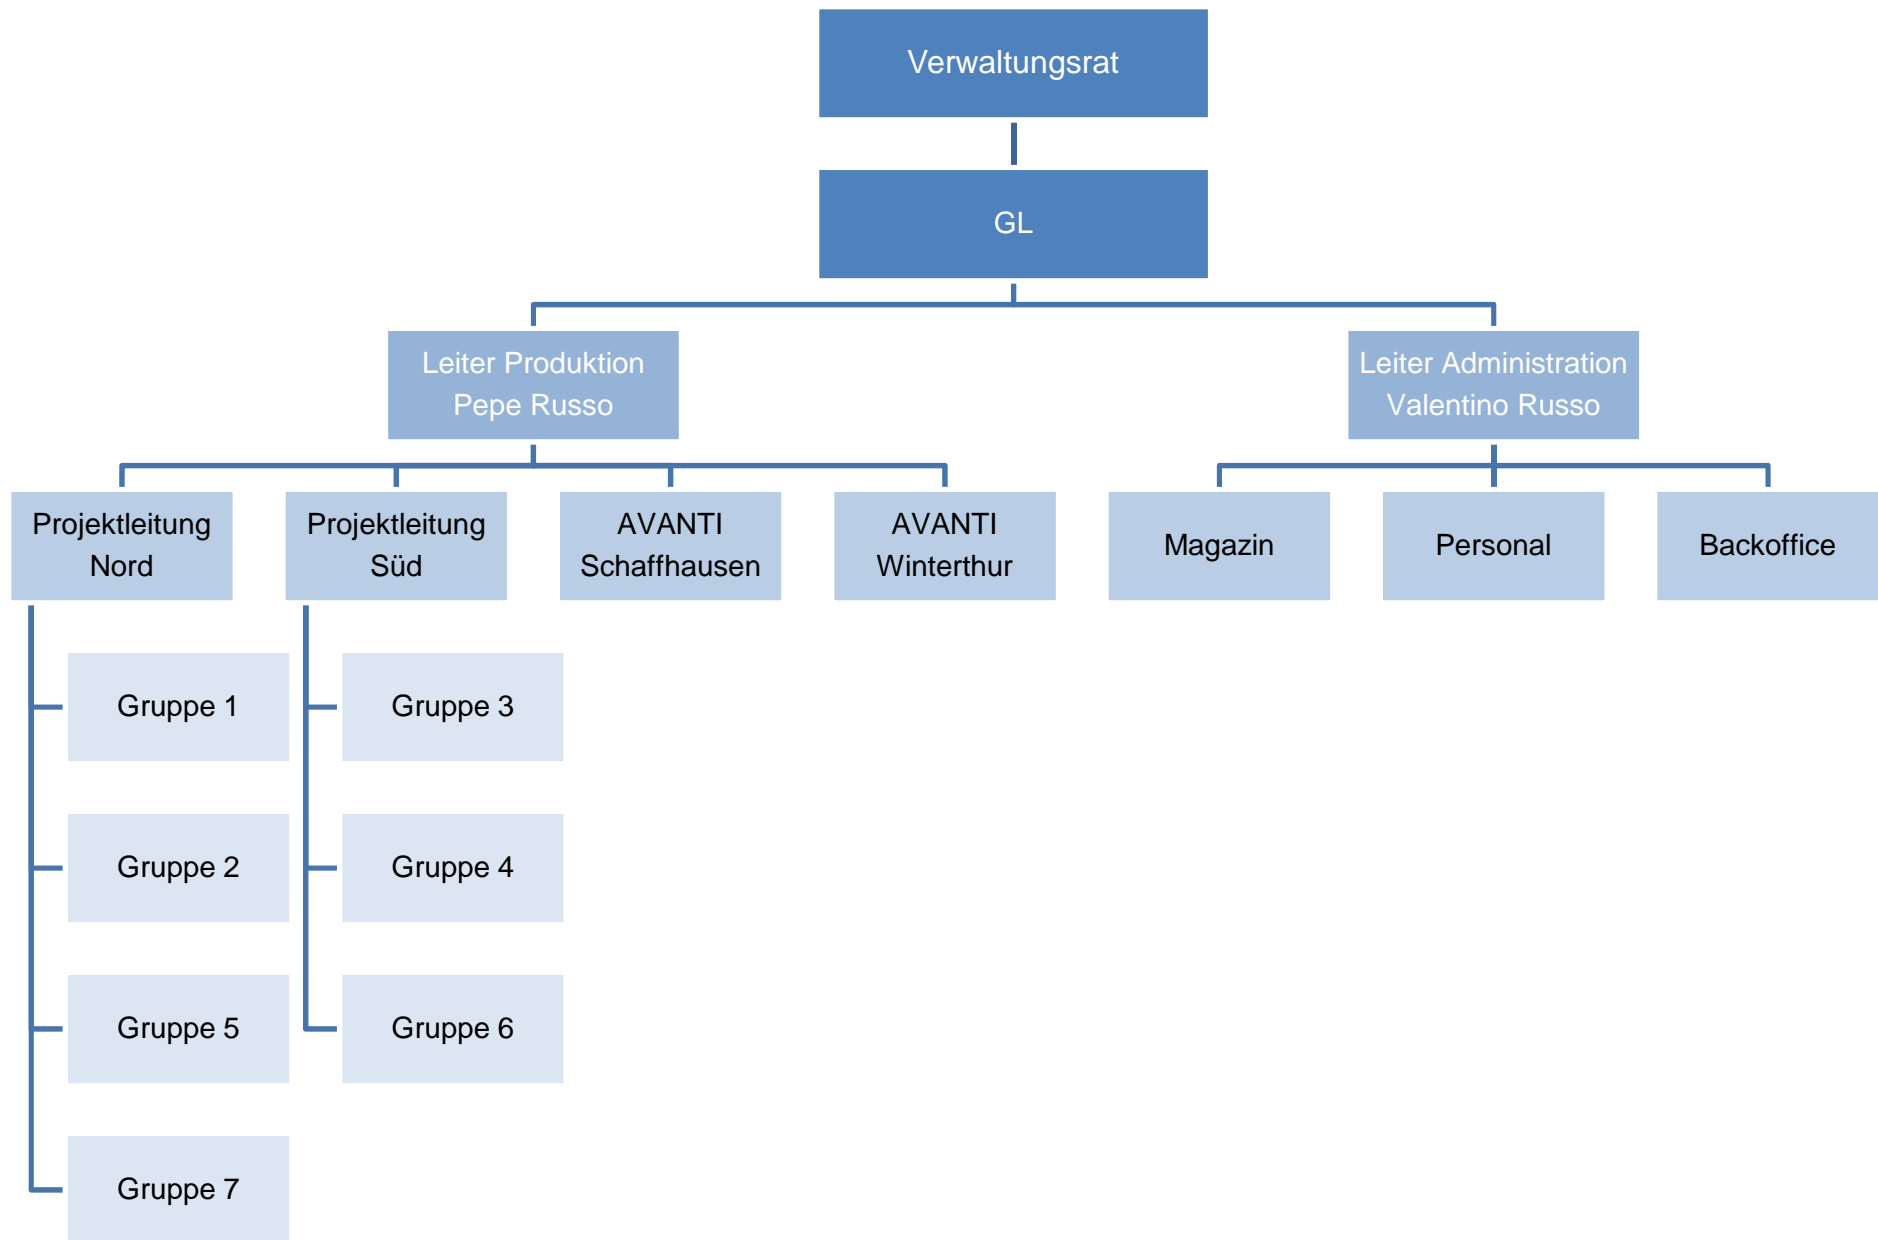 Verwaltungsrat
GL
Leiter Produktion
Pepe Russo
Leiter Administration
Valentino Russo
Projektleitung
Nord
Projektleitung
Süd
AVANTI
Schaffhausen
AVANTI
Winterthur
Magazin
Personal
Backoffice
Gruppe 1
Gruppe 3
Gruppe 2
Gruppe 4
Gruppe 5
Gruppe 6
Gruppe 7